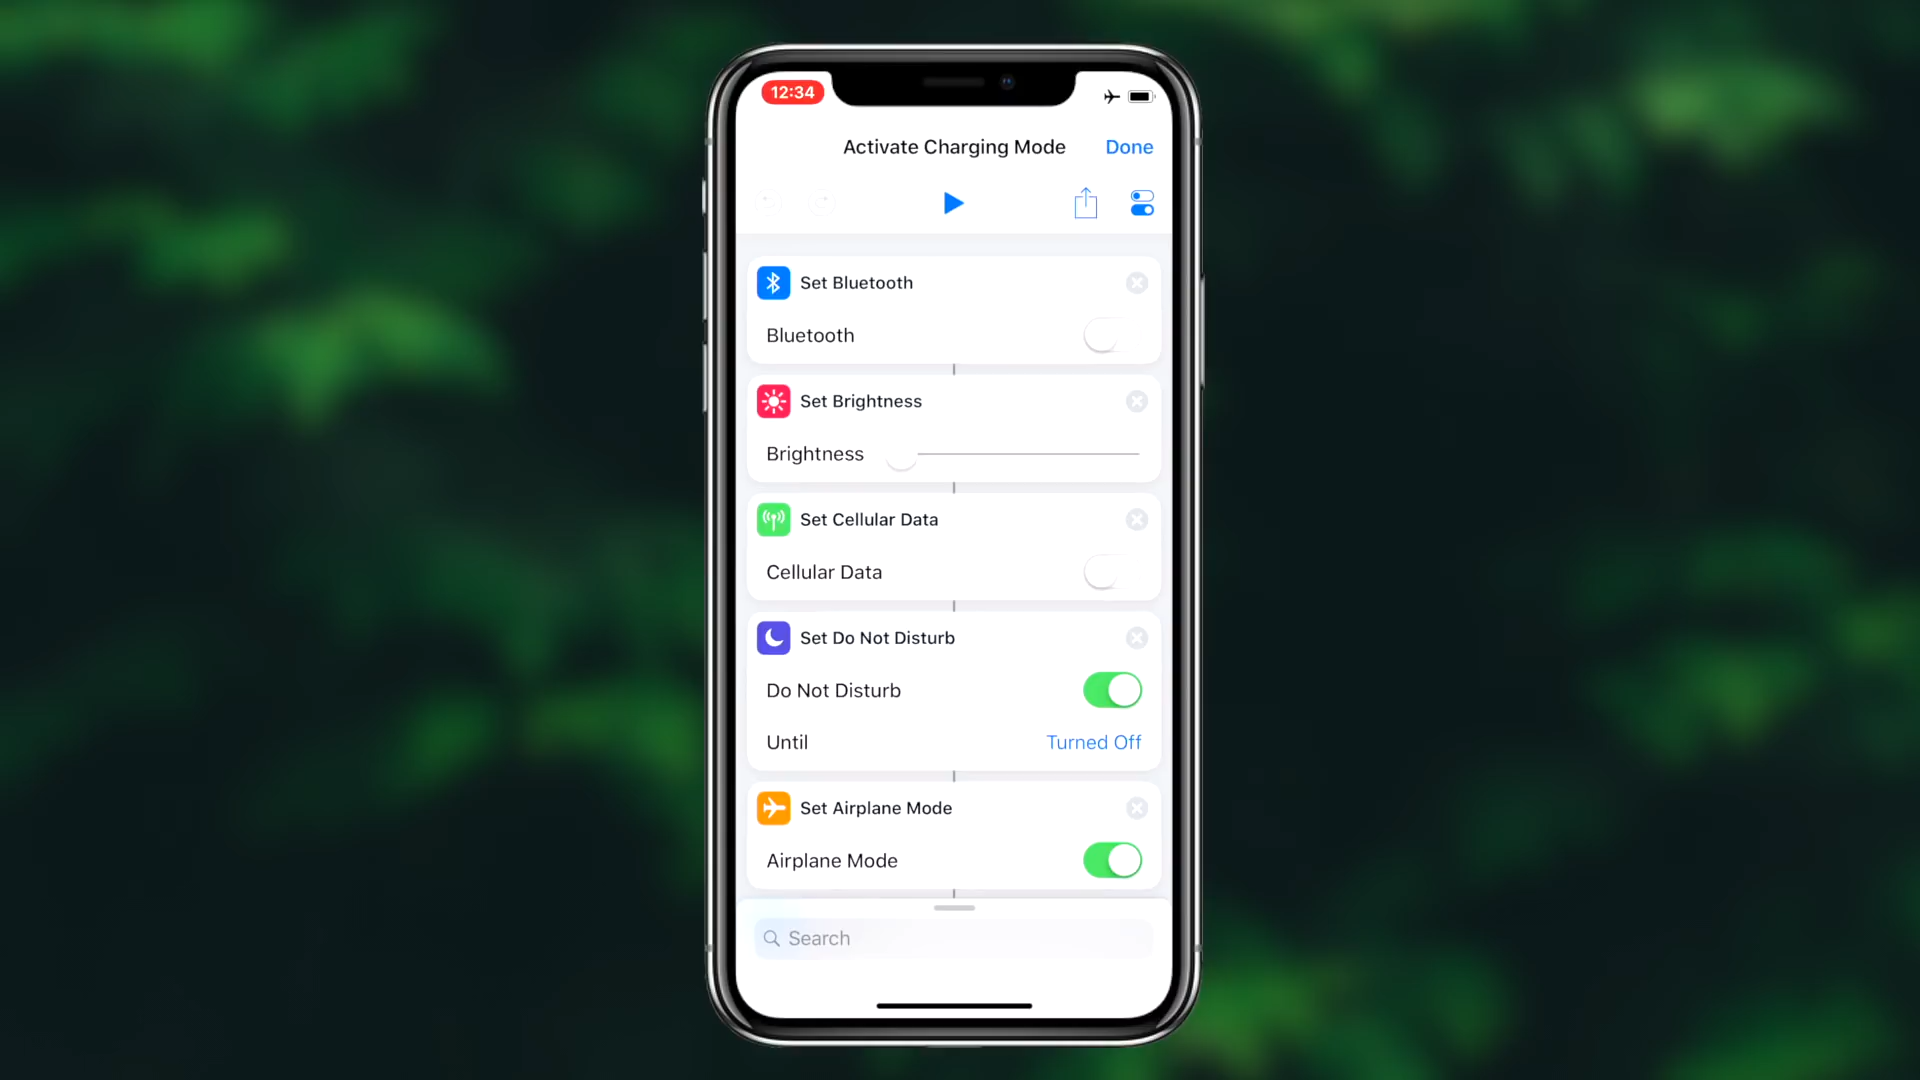 12:34
Activate Charging Mode Done
Set Bluetooth
Bluetooth
Set Brightness
Brightness
Set Cellular Data
Cellular Data
Set Do Not Disturb
Do Not Disturb
Until Turned Off
Set Airplane Mode
Airplane Mode
Search